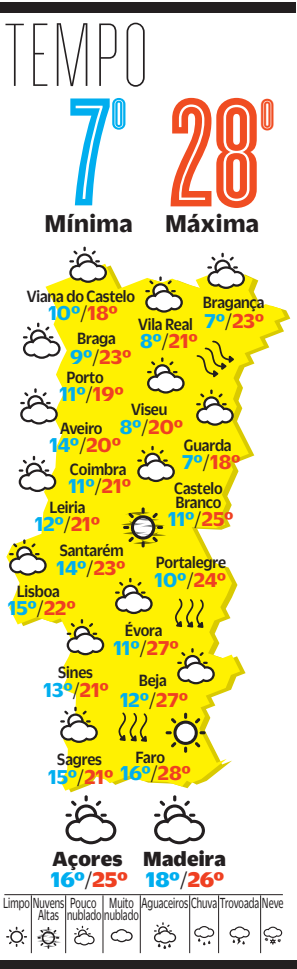 TEMPO
7º 28º
Mínima Máxima
Viana do Castelo
10º/18º
Bragança
7º/23º
Vila Real
8º/21º
Braga
9º/23º
Porto
11º/19º
Viseu
8º/20º
Aveiro
14º/20º
Guarda
7º/18º
Coimbra
11º/21º
Castelo
Branco
11º/25º
Leiria
12º/21º
Santarém
14º/23º
Portalegre
10º/24º
Lisboa
15º/22º
Évora
11º/27º
Sines
13º/21º
Beja
12º/27º
Sagres
15º/21º
Faro
16º/28º
Açores
16º/25º
Madeira
18º/26º
Limpo
Nuvens
Altas
Pouco
nublado
Muito
nublado
Aguaceiros
Chuva
Trovoada
Neve